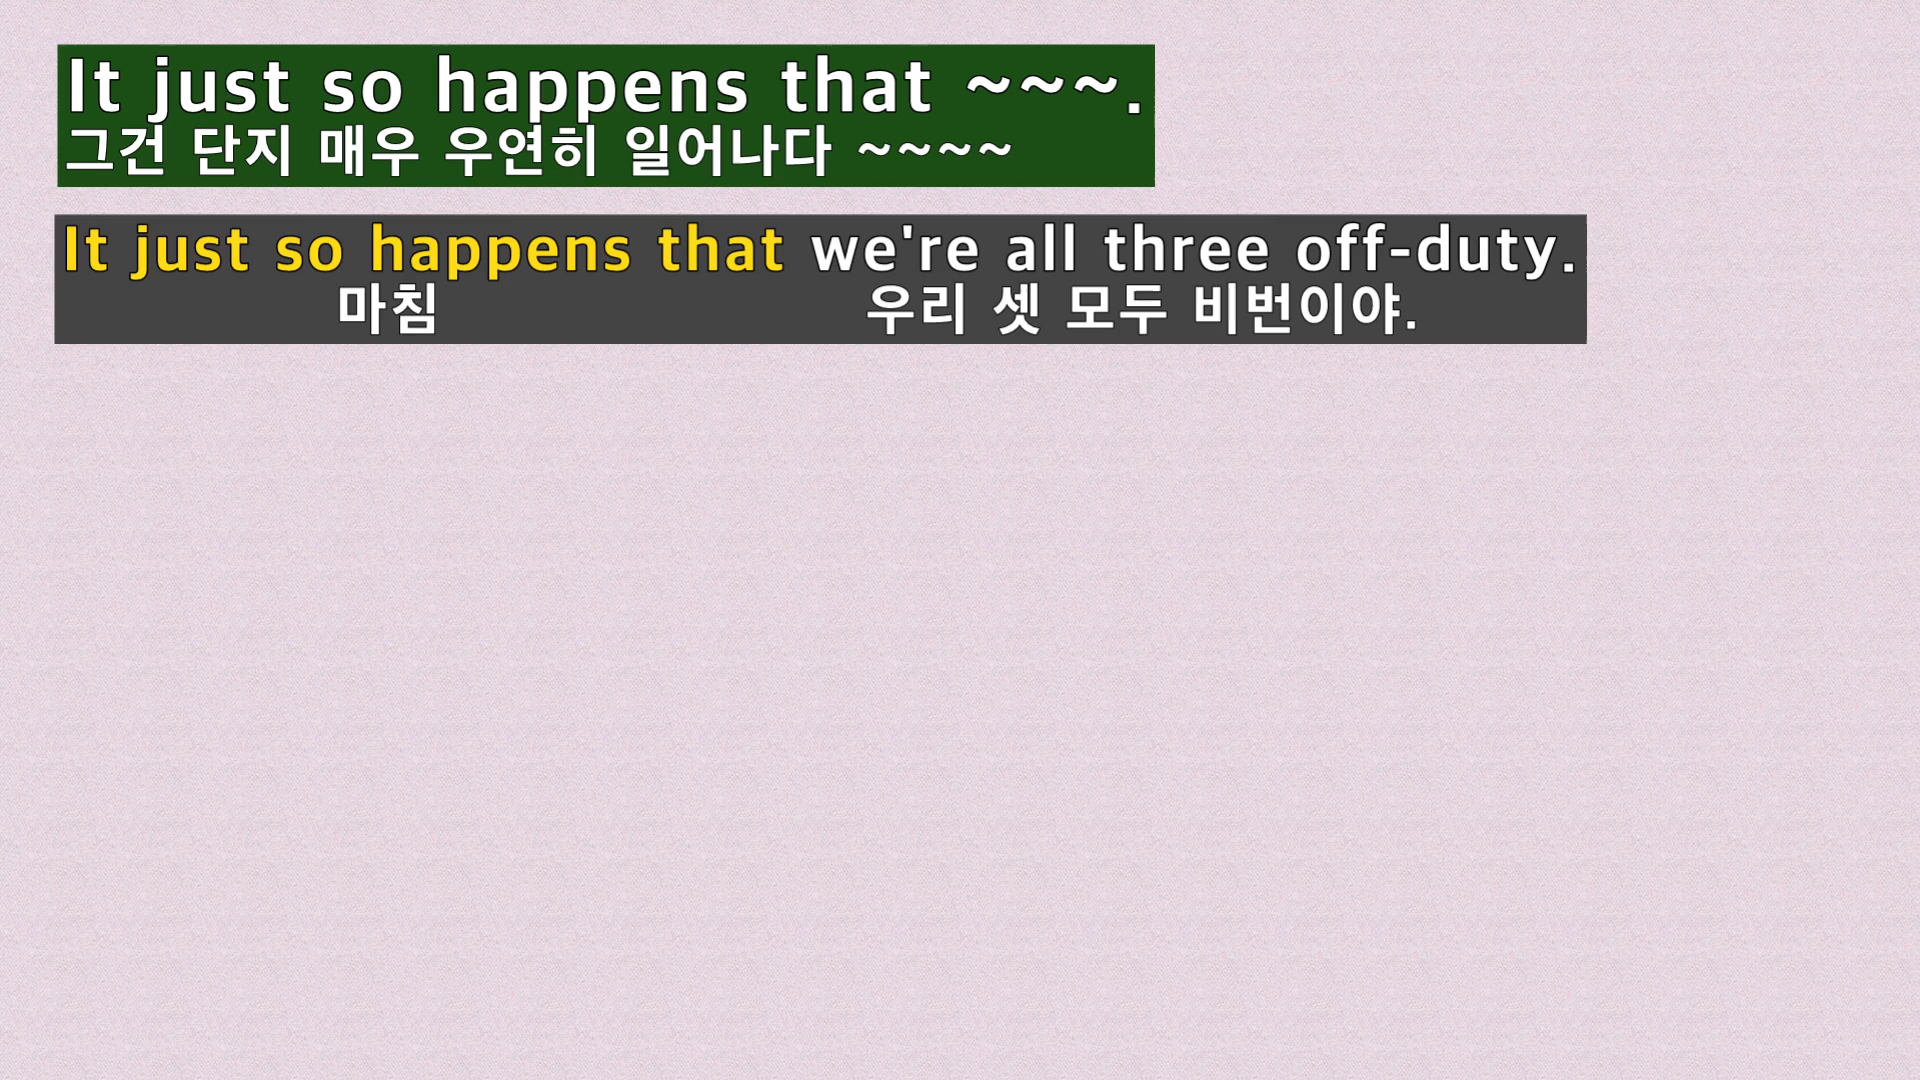 It just so happens that ~~~.
그건 단지 매우 우연히 일어나다 ~~~~
It just so happens that we're all three off-duty.
마침 우리 셋 모두 비번이야.